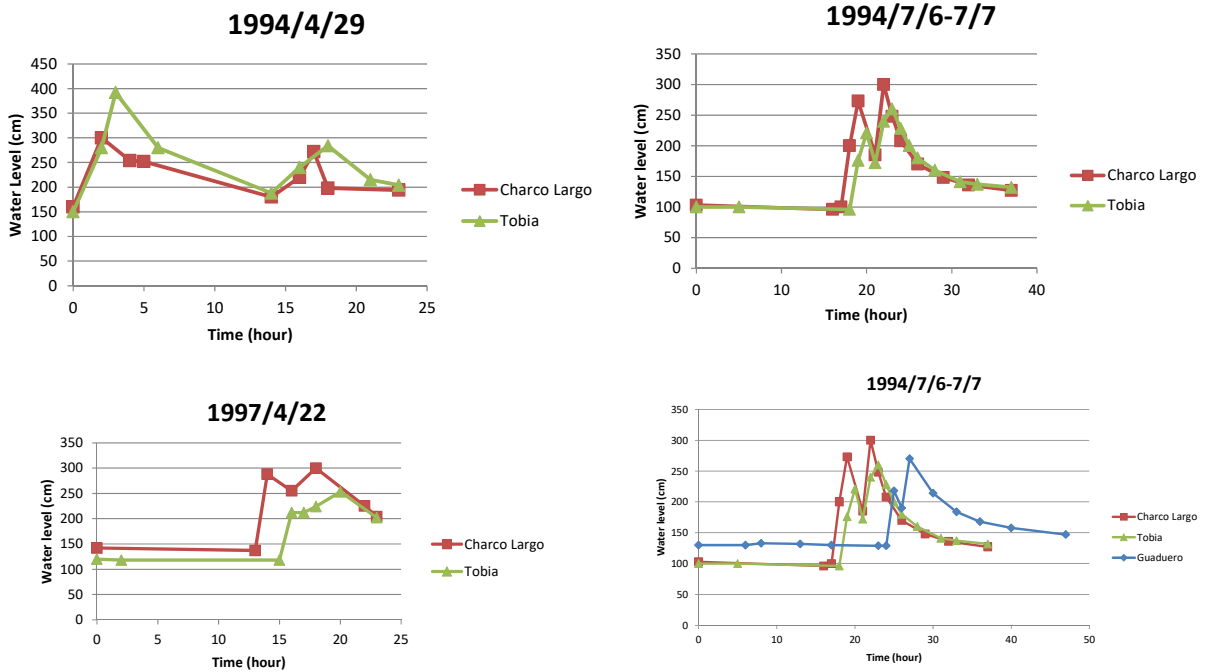 1994/4/29
450
400
350
300
250
200
150
100
50
0
Water Level (cm)
0 5 10 15 20 25
Time (hour)
Charco Largo
Tobia
1994/7/6-7/7
350
300
250
200
150
100
50
0
Water level (cm)
0 10 20 30 40
Time (hour)
Charco Largo
Tobia
1997/4/22
350
300
250
200
150
100
50
0
Water level (cm)
0 5 10 15 20 25
Time (hour)
Charco Largo
Tobia
1994/7/6-7/7
350
300
250
200
150
100
50
0
Water level (cm)
0 10 20 30 40 50
Time (hour)
Charco Largo
Tobia
Guaduero